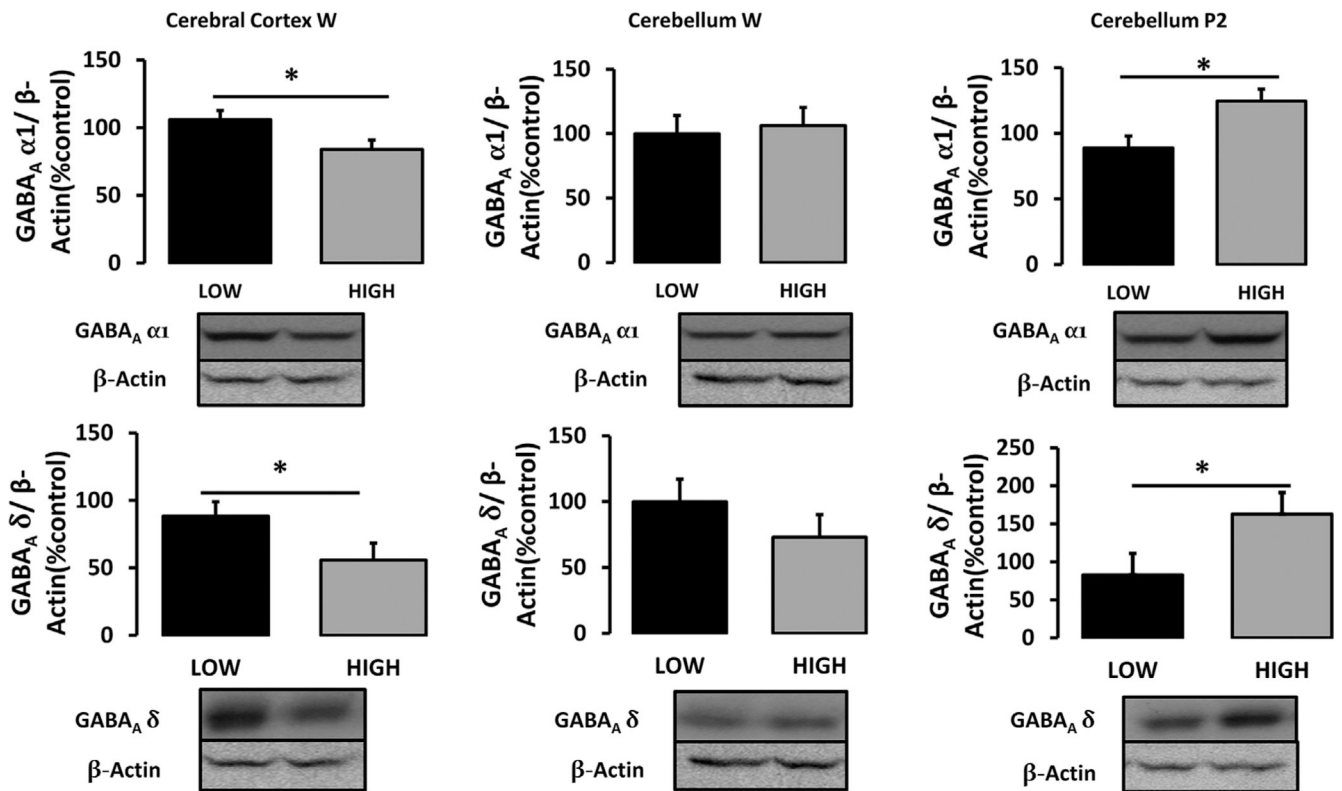 Cerebral Cortex W
Cerebellum W
Cerebellum P2
GABAA α1/ β-
Actin(%control)
150
100
50
0
*
LOW HIGH
GABAA α1
β-Actin
GABAA α1/ β-
Actin(%control)
150
100
50
0
LOW HIGH
GABAA α1
β-Actin
GABAA α1/ β-
Actin(%control)
150
100
50
0
*
LOW HIGH
GABAA α1
β-Actin
GABAA δ/ β-
Actin(%control)
150
100
50
0
*
LOW HIGH
GABAA δ
β-Actin
GABAA δ/ β-
Actin(%control)
150
100
50
0
LOW HIGH
GABAA δ
β-Actin
GABAA δ/ β-
Actin(%control)
250
200
150
100
50
0
*
LOW HIGH
GABAA δ
β-Actin